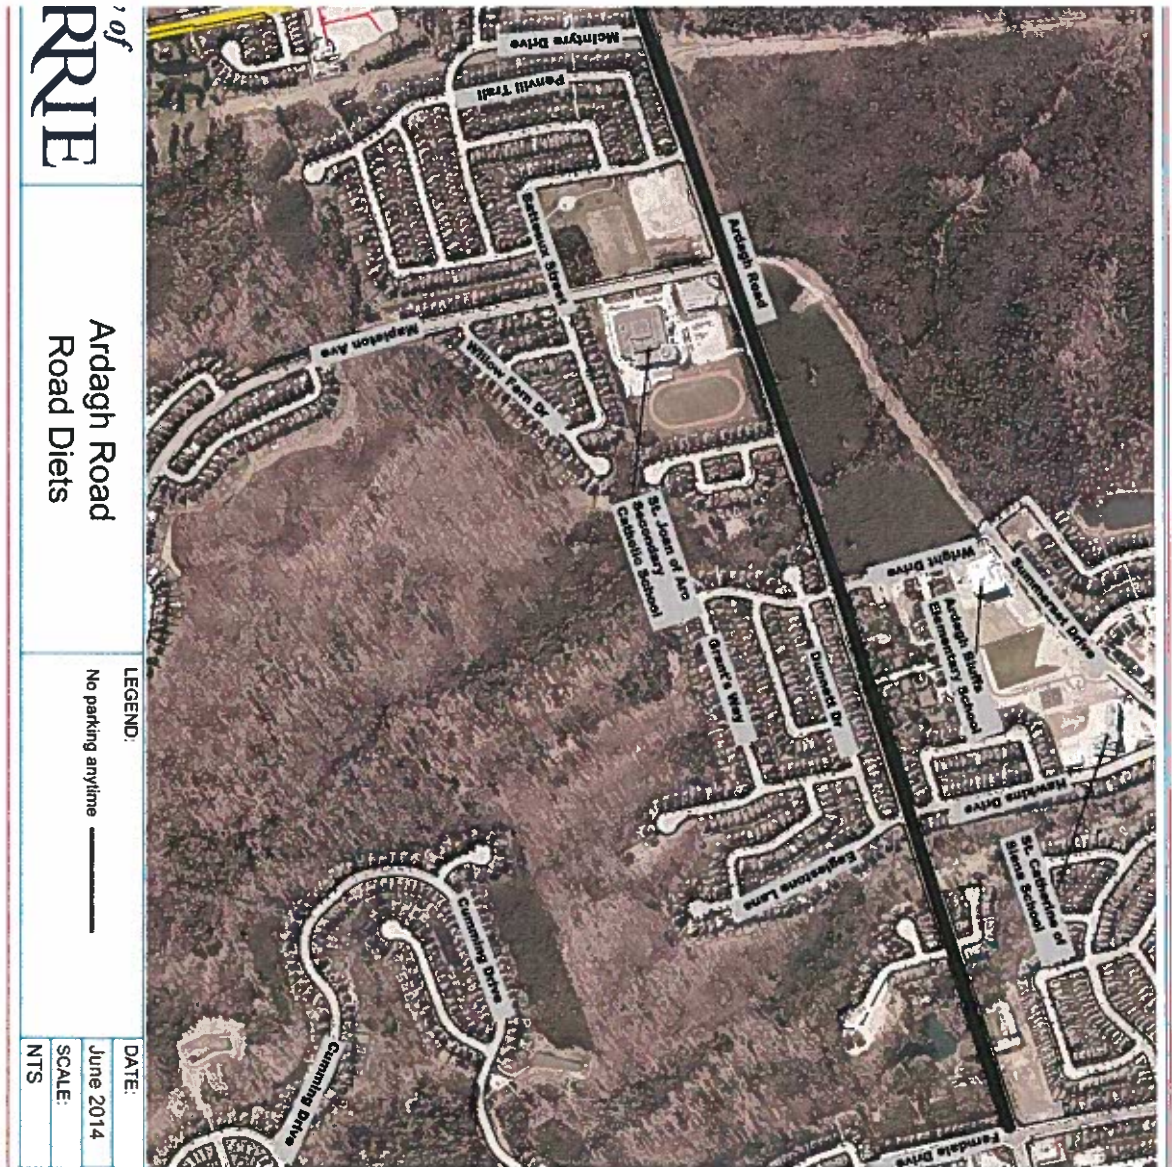 McIntyre Drive
Penvill Trail
Batteaux Street
Ardagh Road
Mapleton Ave
Willow Fern Dr
St. Joan of Arc
Secondary
Catholic School
Wright Drive
Summerset Drive
Ardagh Bluffs
Elementary School
Grant's Way
Dunnett Dr
Hawkins Drive
St. Catherine of
Siena School
Eaglestone Lane
Cumming Drive
Cumming Drive
Ferndale Drive
of
RRIE
Ardagh Road
Road Diets
LEGEND:
No parking anytime
DATE:
June 2014
SCALE:
NTS